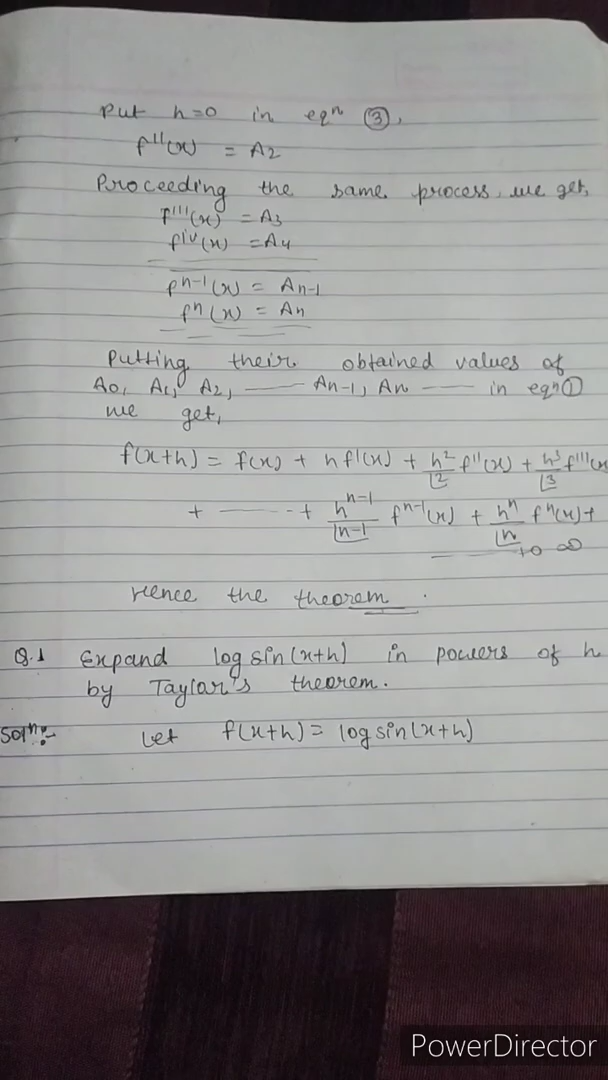 Put h=0 in eqⁿ ③,
f''(x) = A2
Proceeding the same process, we get,
f'''(x) = A3
fⁱᵛ(x) = A4
fⁿ⁻¹(x) = An-1
fⁿ(x) = An
Putting their obtained values of
A0, A1, A2, —— An-1, An —— in eqⁿ①
we get,
f(x+h) = f(x) + h f'(x) + h²/⌊2 f''(x) + h³/⌊3 f'''(x
+ ------ + hⁿ⁻¹/⌊n-1 fⁿ⁻¹(x) + hⁿ/⌊n fⁿ(x) +
—— to ∞
Hence the theorem.
Q.1 Expand log sin(x+h) in powers of h
by Taylor's theorem.
Solⁿ:- Let f(x+h) = log sin(x+h)
PowerDirector